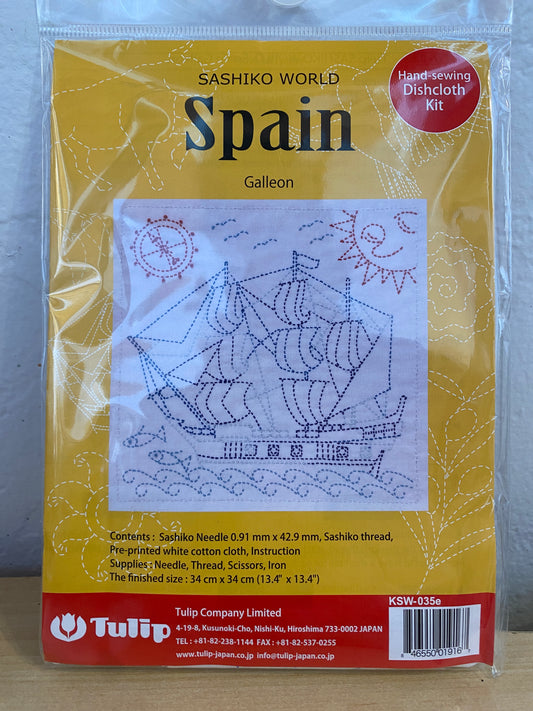 SASHIKO WORLD
Spain
Galleon
Hand-sewing
Dishcloth
Kit
Contents : Sashiko Needle 0.91 mm x 42.9 mm, Sashiko thread,
Pre-printed white cotton cloth, Instruction
Supplies : Needle, Thread, Scissors, Iron
The finished size : 34 cm x 34 cm (13.4" x 13.4")
Tulip
Tulip Company Limited
4-19-8, Kusunoki-Cho, Nishi-Ku, Hiroshima 733-0002 JAPAN
TEL : +81-82-238-1144 FAX : +81-82-537-0255
www.tulip-japan.co.jp info@tulip-japan.co.jp
KSW-035e
46550 01916